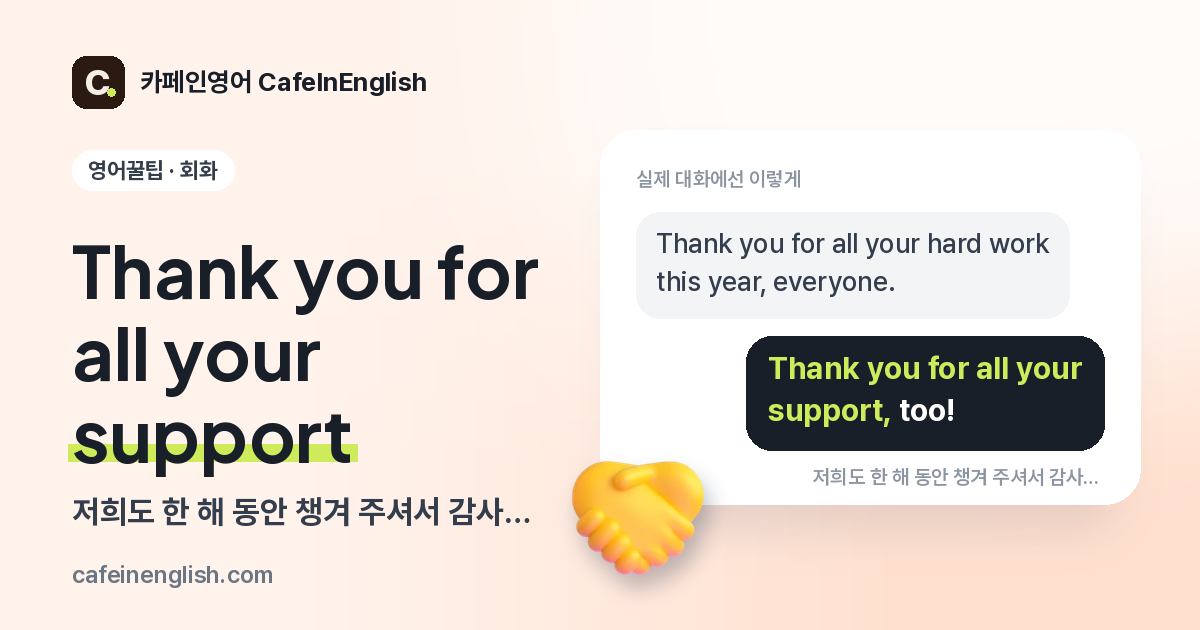 C.
카페인영어 CafeInEnglish
영어꿀팁 · 회화
Thank you for
all your
support
저희도 한 해 동안 챙겨 주셔서 감사...
cafeinenglish.com
실제 대화에선 이렇게
Thank you for all your hard work
this year, everyone.
Thank you for all your
support, too!
저희도 한 해 동안 챙겨 주셔서 감사...